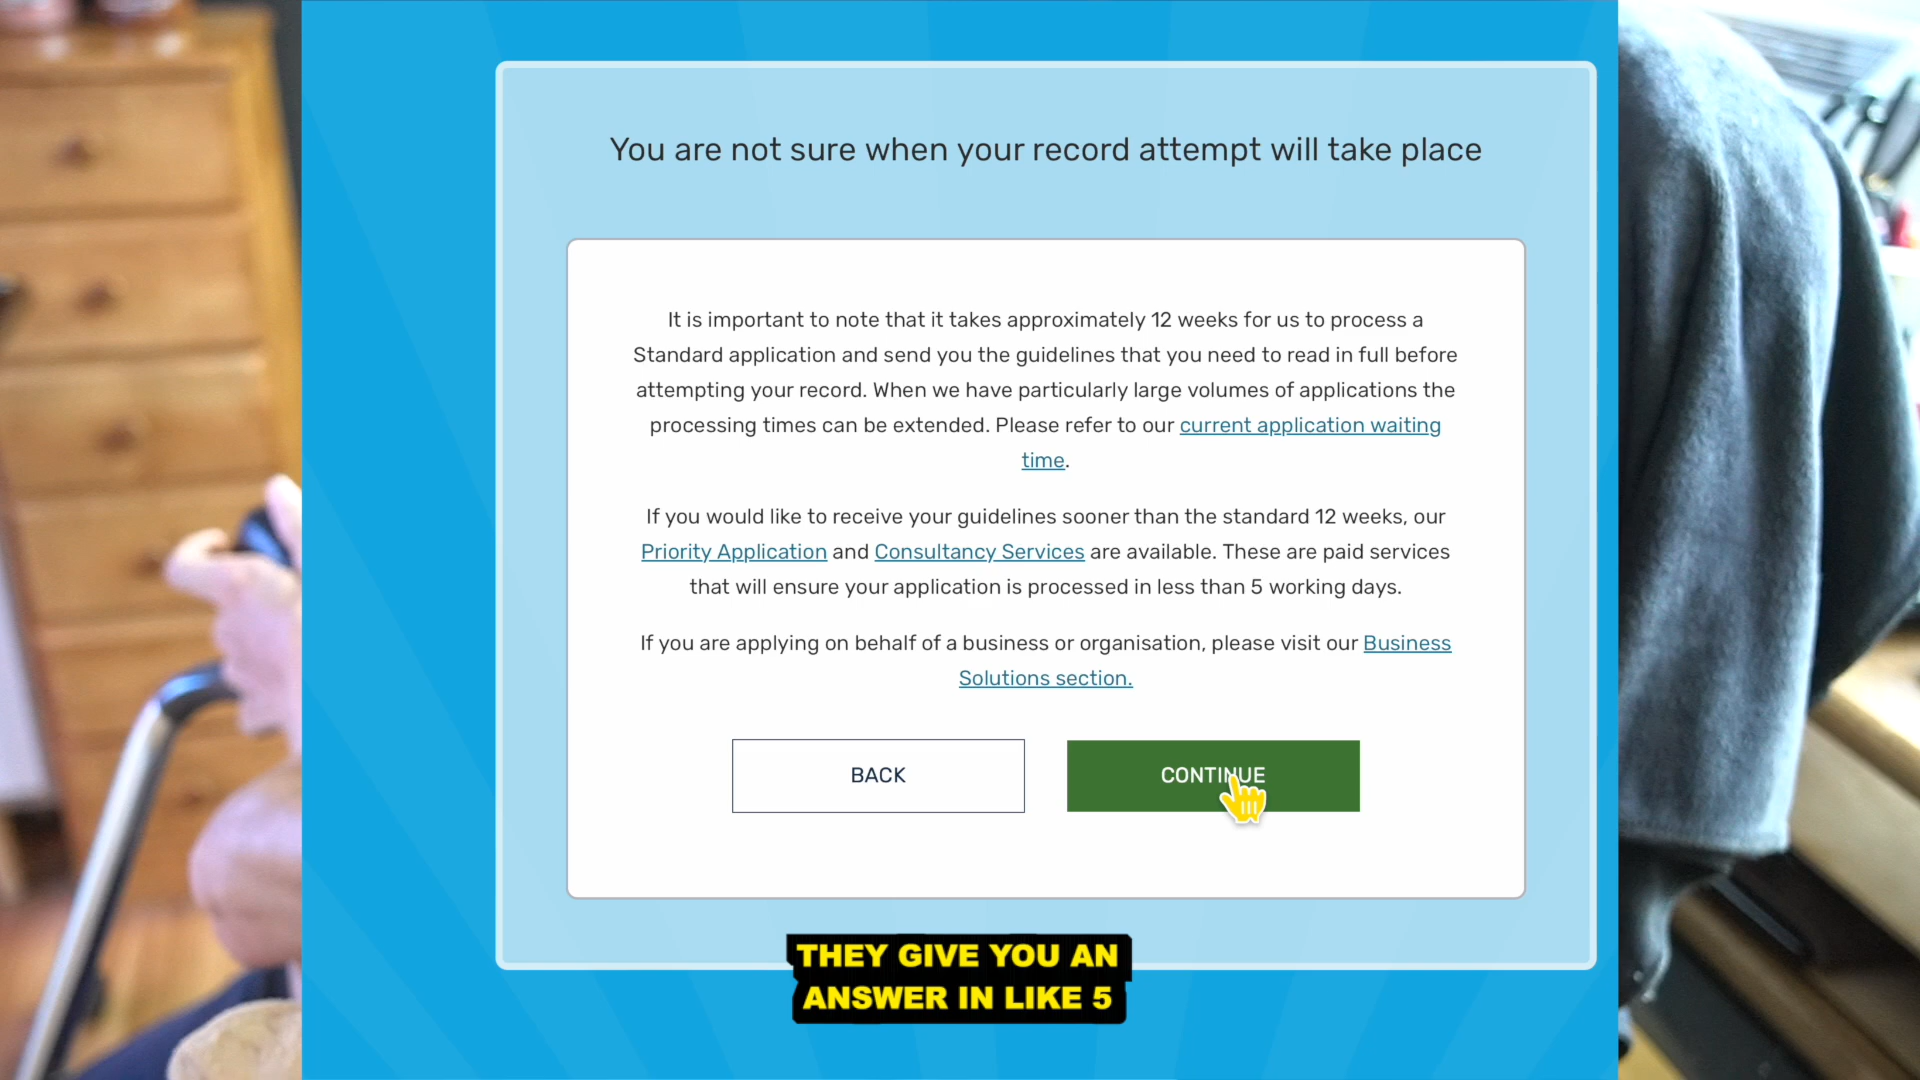 You are not sure when your record attempt will take place
It is important to note that it takes approximately 12 weeks for us to process a
Standard application and send you the guidelines that you need to read in full before
attempting your record. When we have particularly large volumes of applications the
processing times can be extended. Please refer to our current application waiting
time.
If you would like to receive your guidelines sooner than the standard 12 weeks, our
Priority Application and Consultancy Services are available. These are paid services
that will ensure your application is processed in less than 5 working days.
If you are applying on behalf of a business or organisation, please visit our Business
Solutions section.
BACK
CONTINUE
THEY GIVE YOU AN
ANSWER IN LIKE 5